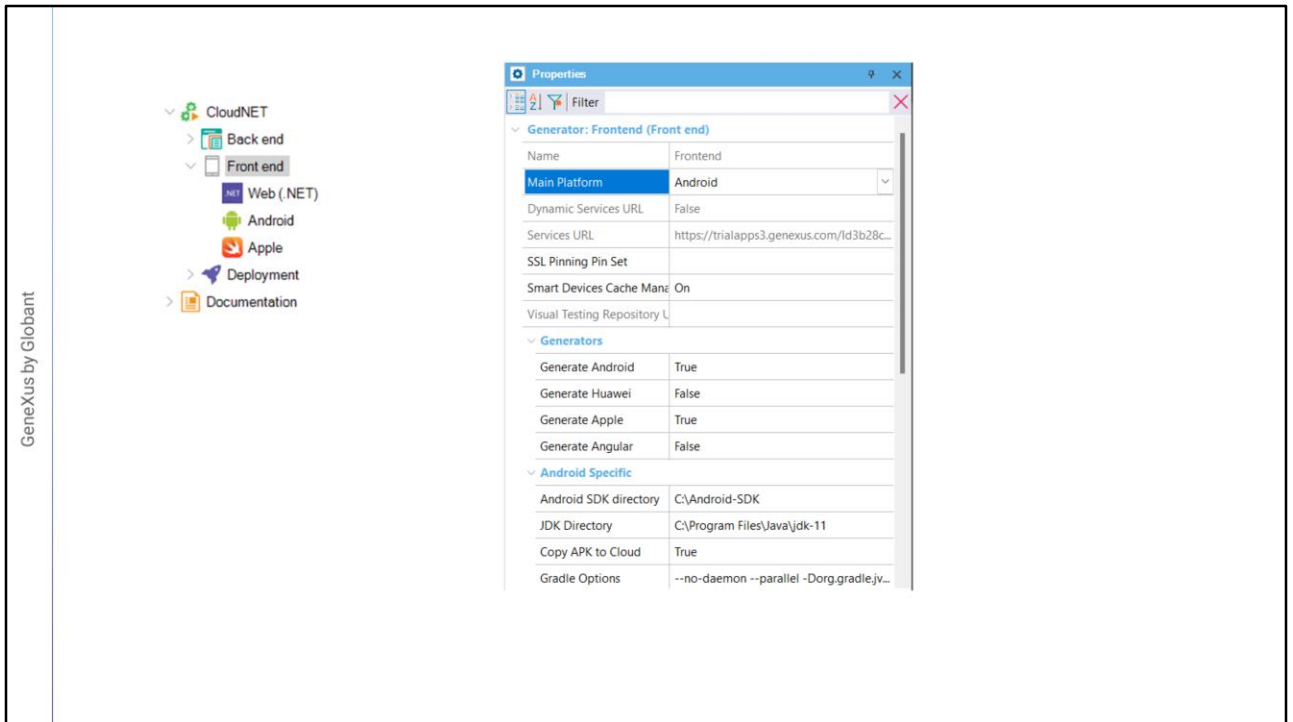 GeneXus by Globant
CloudNET
Back end
Front end
.NET Web (.NET)
Android
Apple
Deployment
Documentation
Properties
Filter
Generator: Frontend (Front end)
Name Frontend
Main Platform Android
Dynamic Services URL False
Services URL https://trialapps3.genexus.com/Id3b28c...
SSL Pinning Pin Set
Smart Devices Cache Mana On
Visual Testing Repository U
Generators
Generate Android True
Generate Huawei False
Generate Apple True
Generate Angular False
Android Specific
Android SDK directory C:\Android-SDK
JDK Directory C:\Program Files\Java\jdk-11
Copy APK to Cloud True
Gradle Options --no-daemon --parallel -Dorg.gradle.jv...